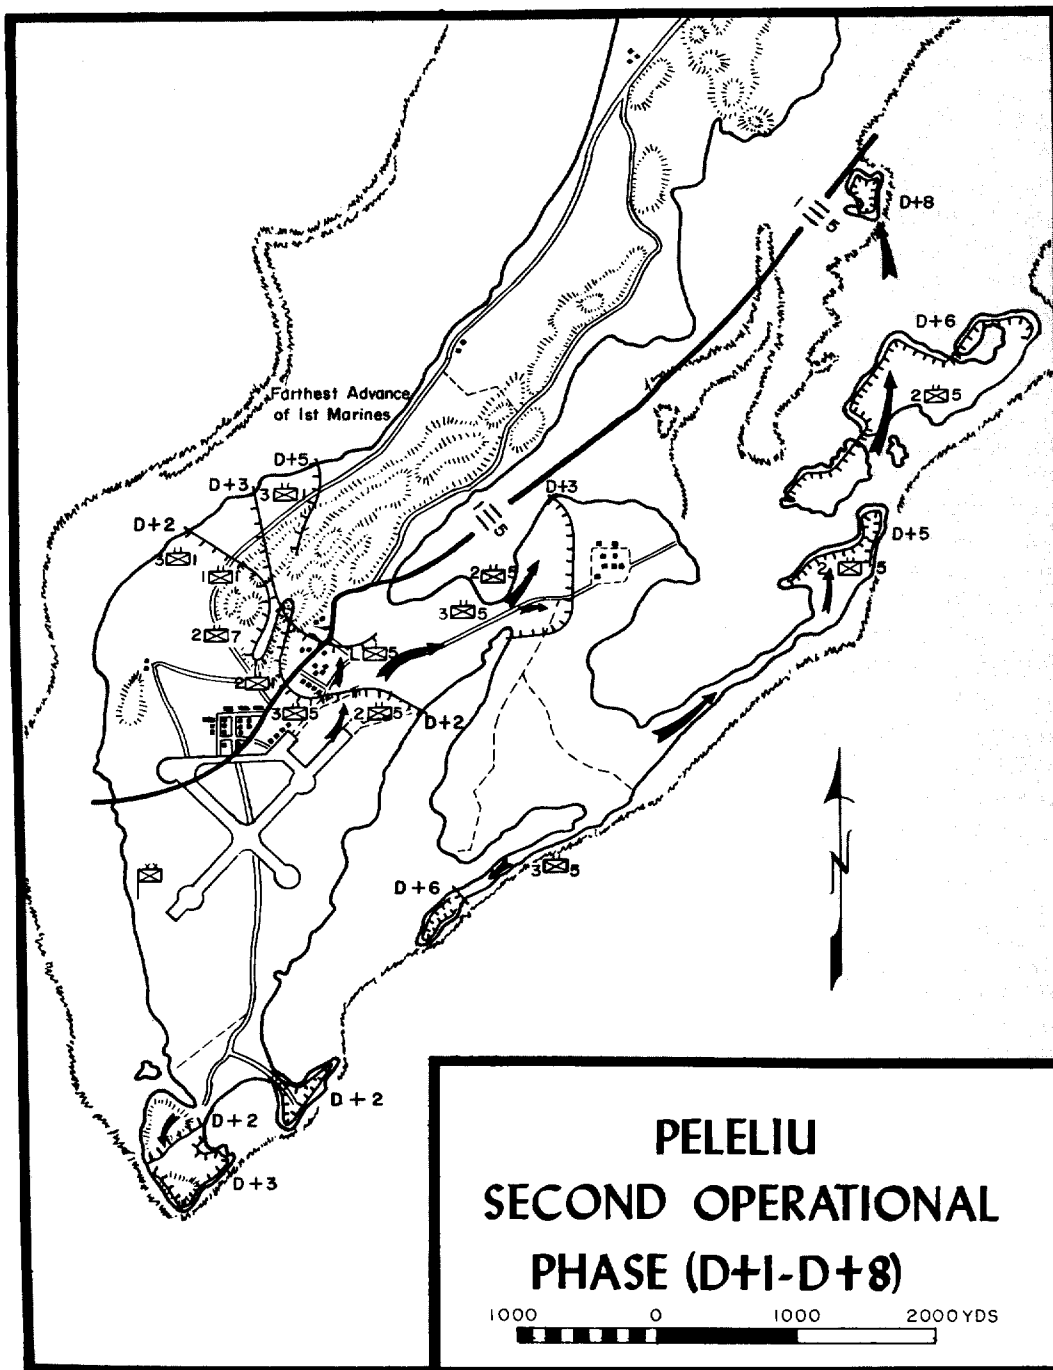 D+8
5
D+6
2 5
Farthest Advance
of 1st Marines
D+5
D+3
3 1
D+3
5
D+2
D+5
3 1
1 1
2 5
2 5
3 5
2 7
L 5
2
3 5
2 5
D+2
3 5
D+6
D+2
D+2
D+3
PELELIU
SECOND OPERATIONAL
PHASE (D+1-D+8)
1000 0 1000 2000 YDS